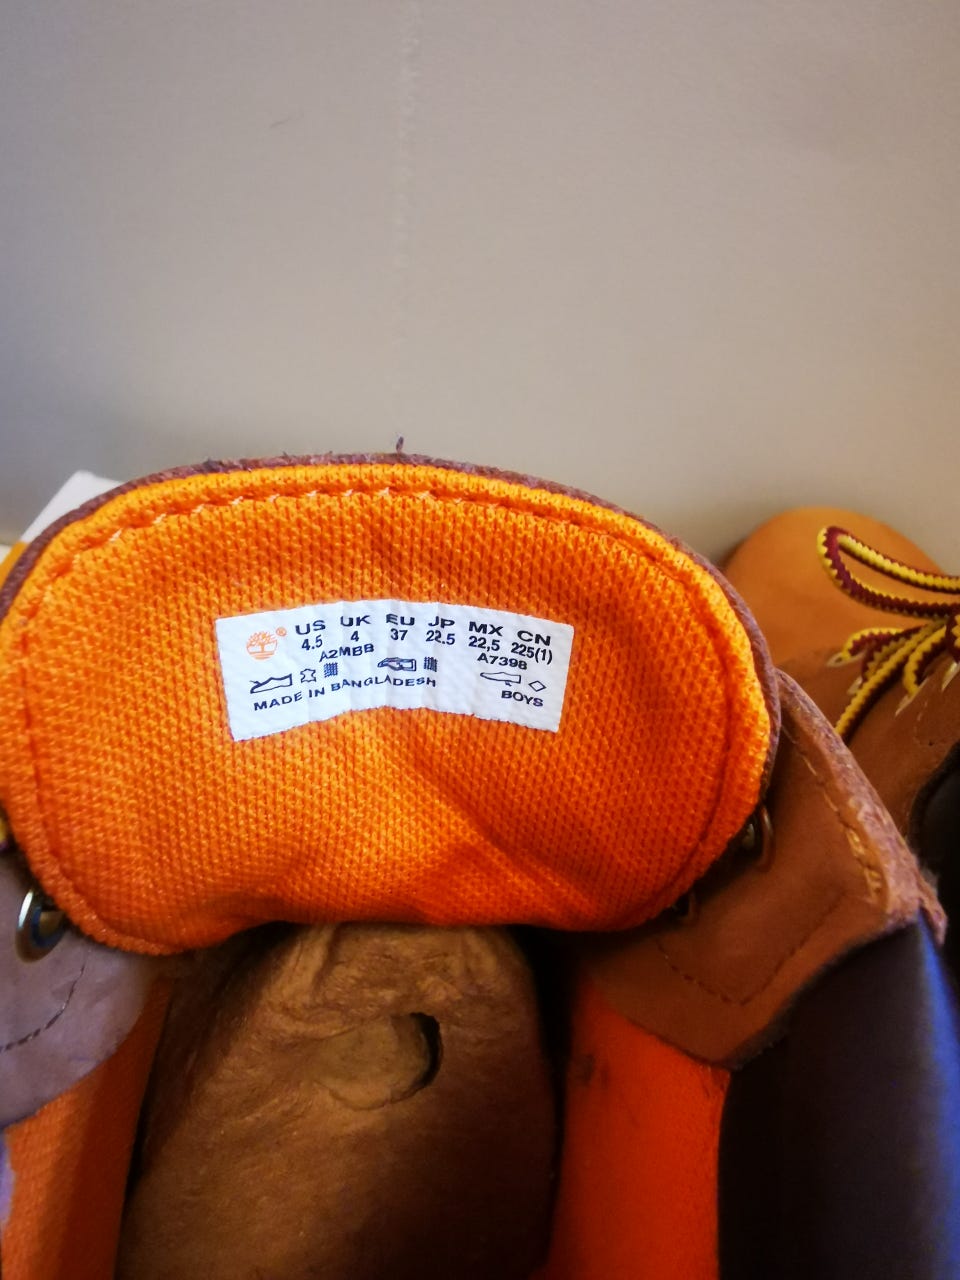 ® US UK EU JP MX CN
4.5 4 37 22.5 22,5 225(1)
A2MBB A7398
MADE IN BANGLADESH BOYS